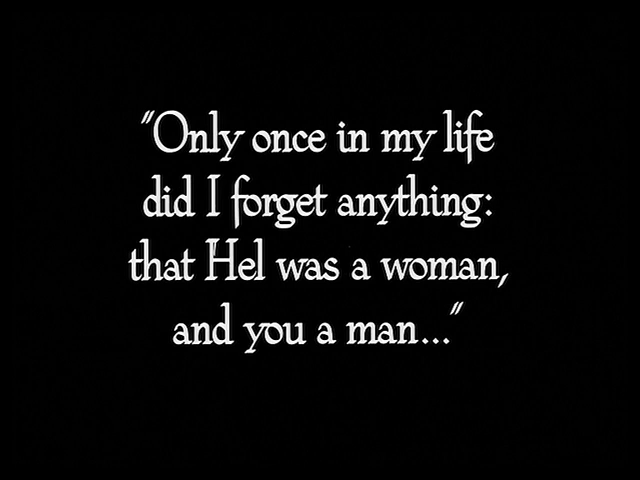 "Only once in my life
did I forget anything:
that Hel was a woman,
and you a man..."